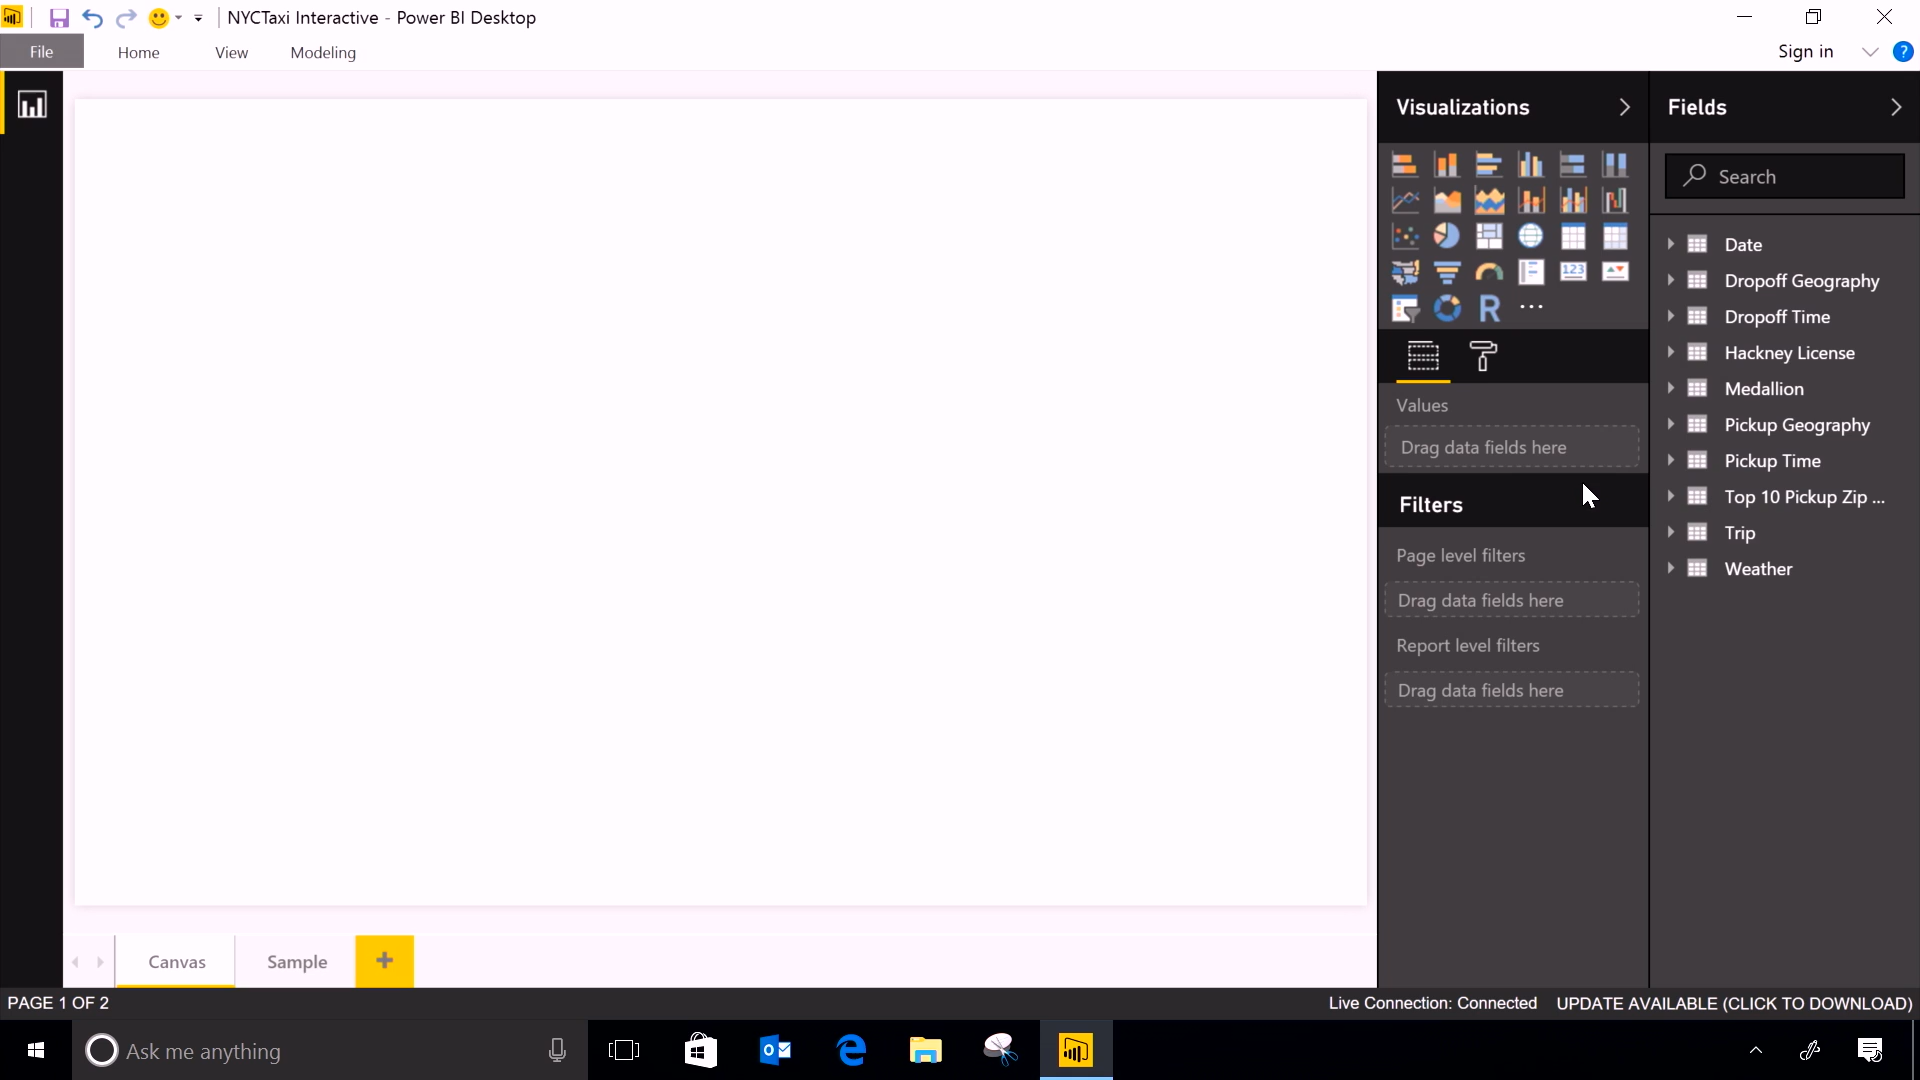 NYCTaxi Interactive - Power BI Desktop
File
Home
View
Modeling
Sign in
?
Visualizations
Fields
Search
123
R
...
Values
Drag data fields here
Filters
Page level filters
Drag data fields here
Report level filters
Drag data fields here
Date
Dropoff Geography
Dropoff Time
Hackney License
Medallion
Pickup Geography
Pickup Time
Top 10 Pickup Zip ...
Trip
Weather
Canvas
Sample
+
PAGE 1 OF 2
Live Connection: Connected
UPDATE AVAILABLE (CLICK TO DOWNLOAD)
Ask me anything